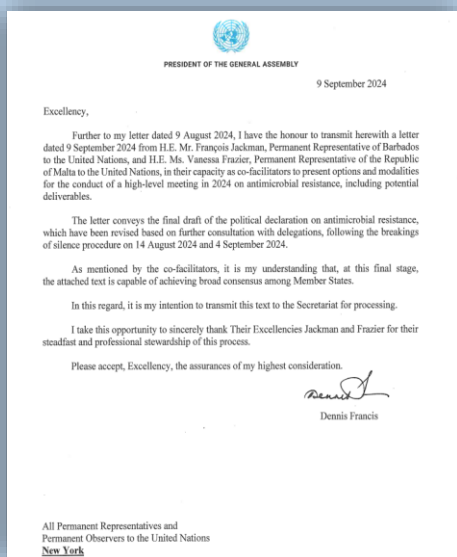 PRESIDENT OF THE GENERAL ASSEMBLY
9 September 2024
Excellency,
Further to my letter dated 9 August 2024, I have the honour to transmit herewith a letter
dated 9 September 2024 from H.E. Mr. François Jackman, Permanent Representative of Barbados
to the United Nations, and H.E. Ms. Vanessa Frazier, Permanent Representative of the Republic
of Malta to the United Nations, in their capacity as co-facilitators to present options and modalities
for the conduct of a high-level meeting in 2024 on antimicrobial resistance, including potential
deliverables.
The letter conveys the final draft of the political declaration on antimicrobial resistance,
which have been revised based on further consultation with delegations, following the breakings
of silence procedure on 14 August 2024 and 4 September 2024.
As mentioned by the co-facilitators, it is my understanding that, at this final stage,
the attached text is capable of achieving broad consensus among Member States.
In this regard, it is my intention to transmit this text to the Secretariat for processing.
I take this opportunity to sincerely thank Their Excellencies Jackman and Frazier for their
steadfast and professional stewardship of this process.
Please accept, Excellency, the assurances of my highest consideration.
Dennis Francis
All Permanent Representatives and
Permanent Observers to the United Nations
New York